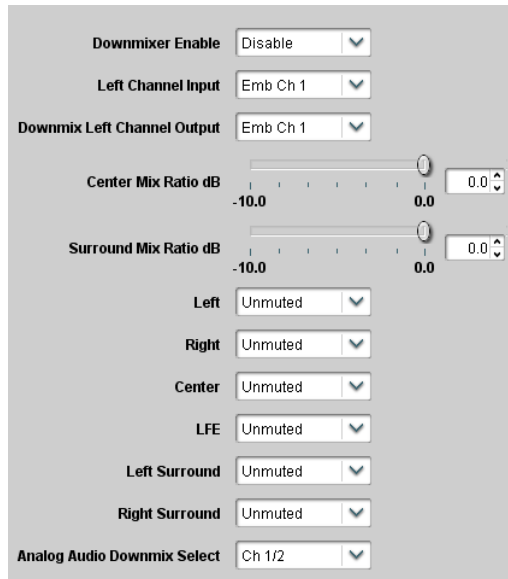 Downmixer Enable Disable
Left Channel Input Emb Ch 1
Downmix Left Channel Output Emb Ch 1
Center Mix Ratio dB 0.0
-10.0 0.0
Surround Mix Ratio dB 0.0
-10.0 0.0
Left Unmuted
Right Unmuted
Center Unmuted
LFE Unmuted
Left Surround Unmuted
Right Surround Unmuted
Analog Audio Downmix Select Ch 1/2